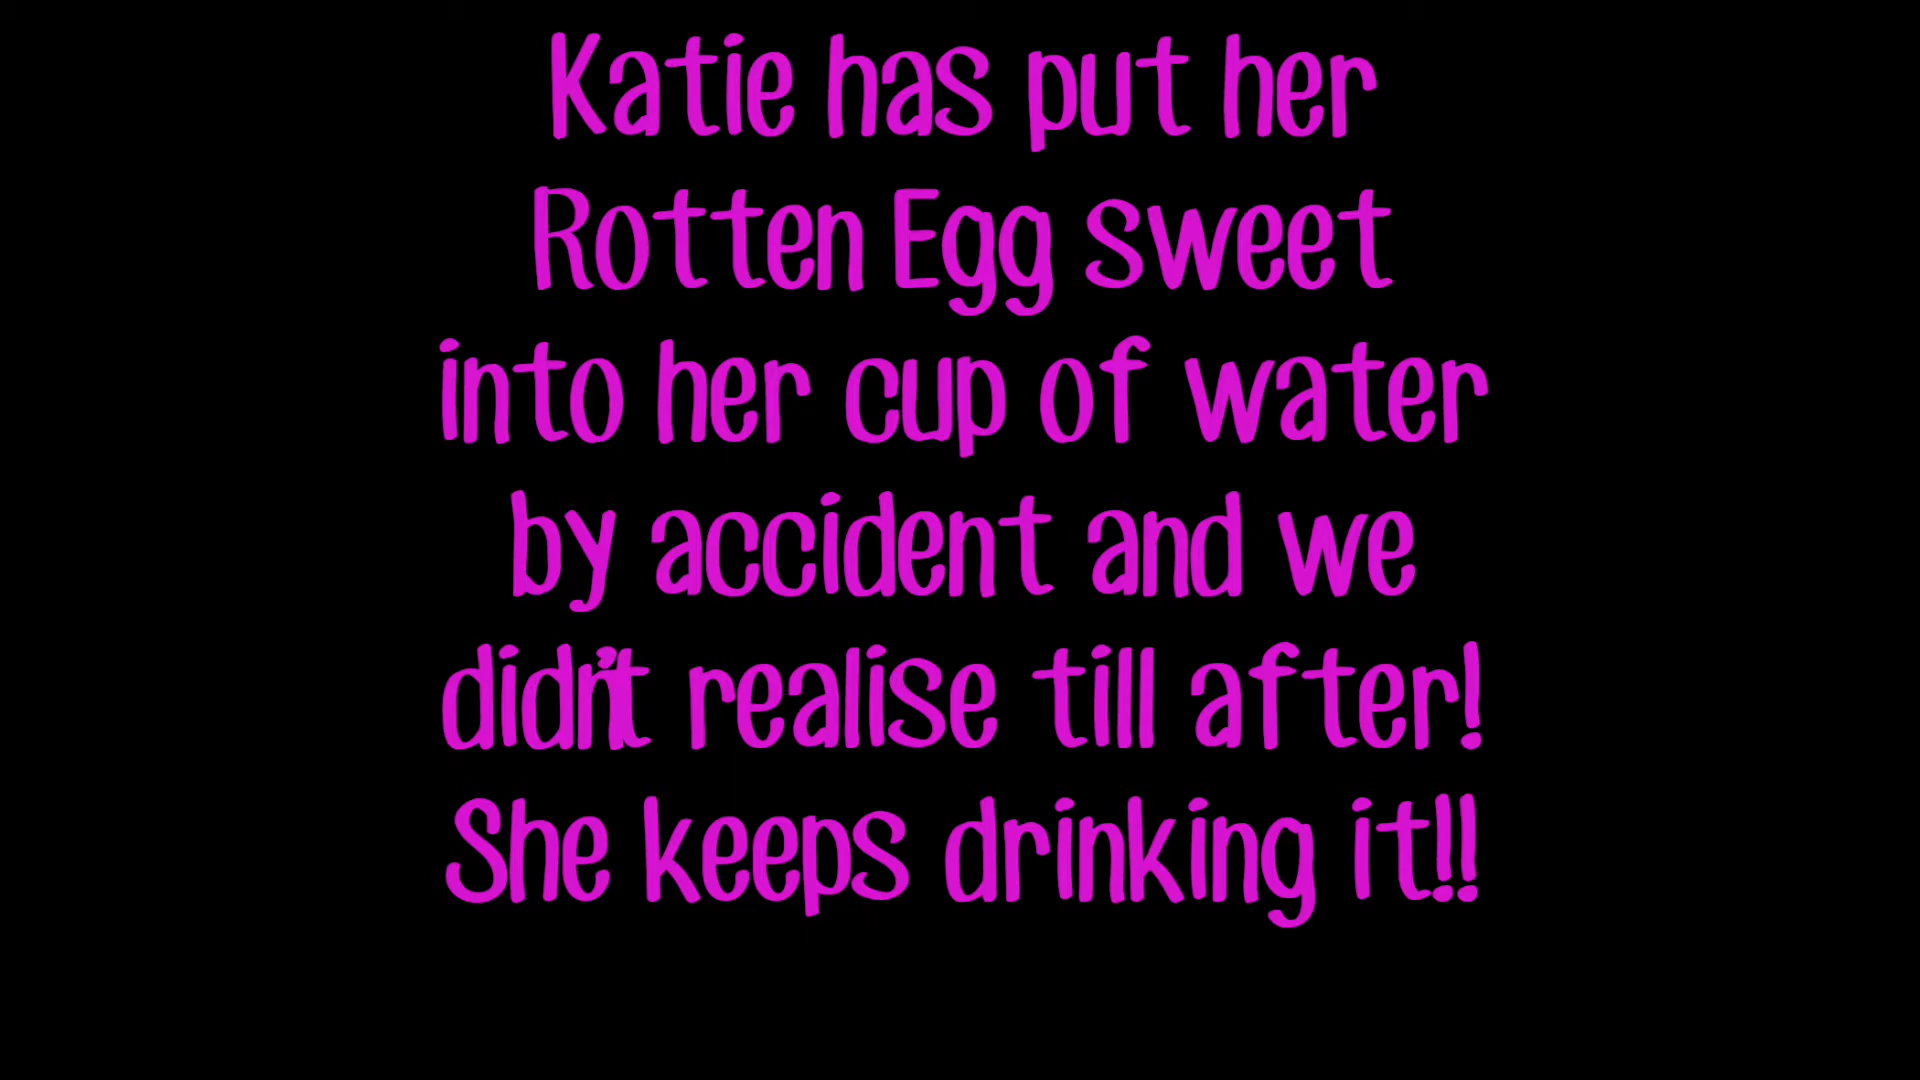 Katie has put her
Rotten Egg sweet
into her cup of water
by accident and we
didn't realise till after!
She keeps drinking it!!